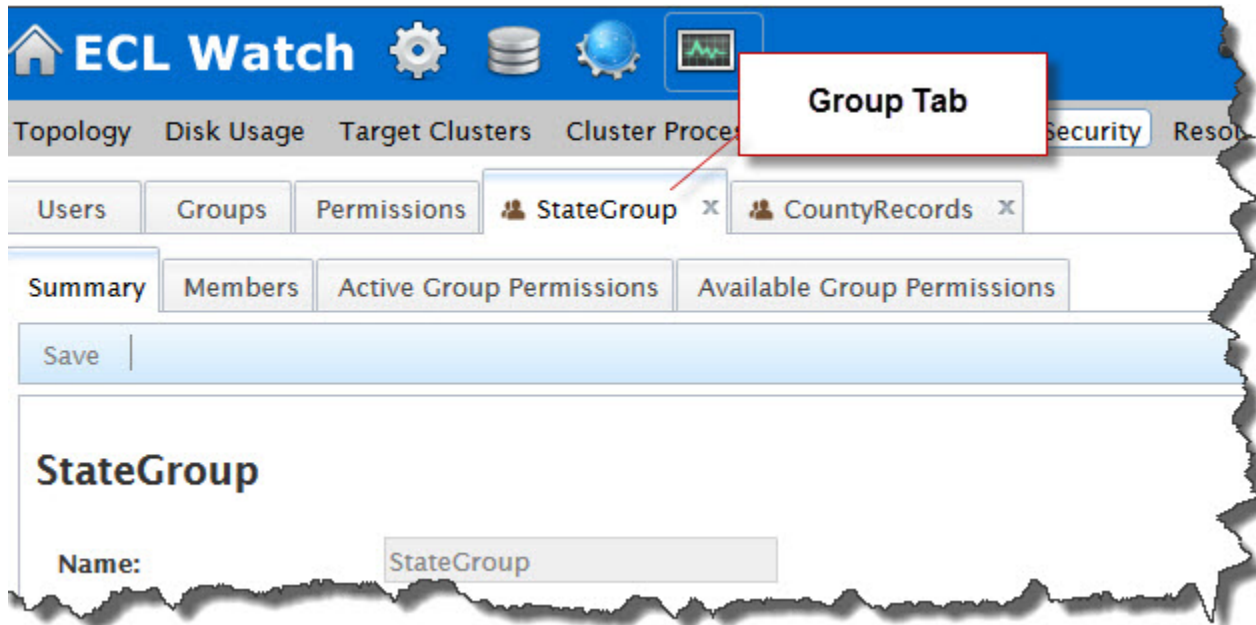 ECL Watch
Group Tab
Topology Disk Usage Target Clusters Cluster Security
Users Groups Permissions StateGroup x CountyRecords x
Summary Members Active Group Permissions Available Group Permissions
Save
StateGroup
Name: StateGroup